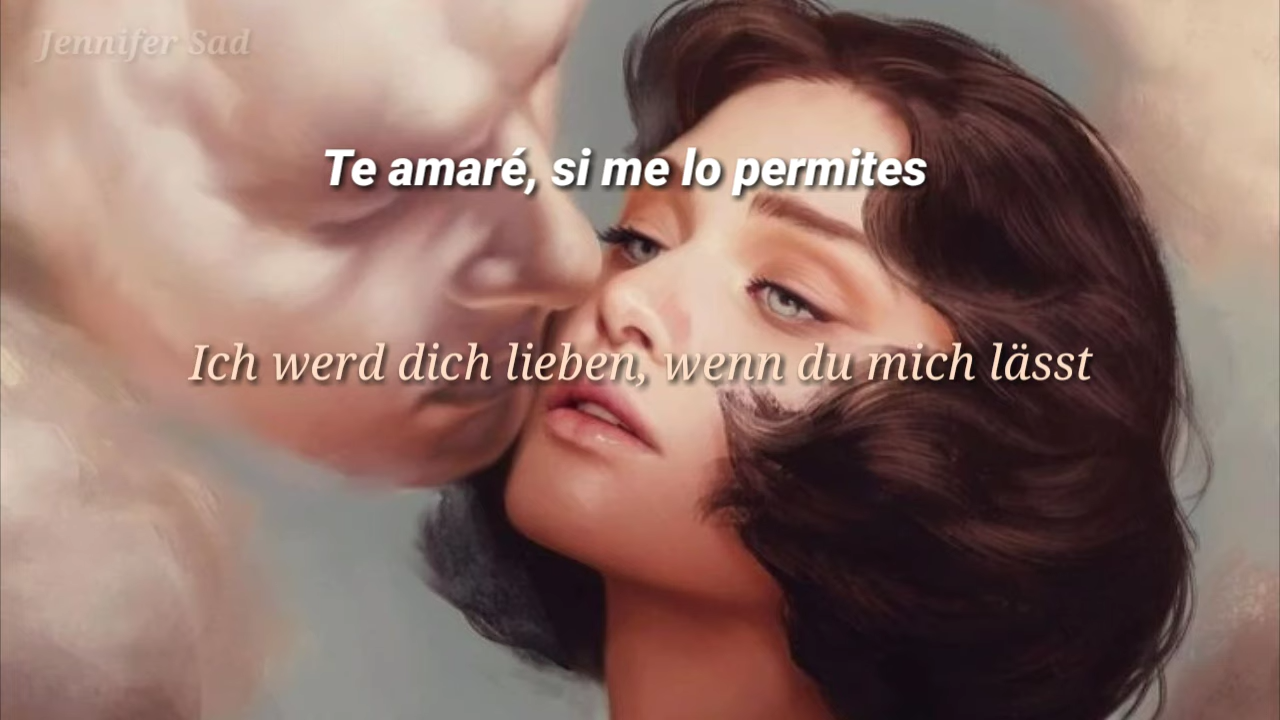 Jennifer Sad
Te amaré, si me lo permites
Ich werd dich lieben, wenn du mich lässt